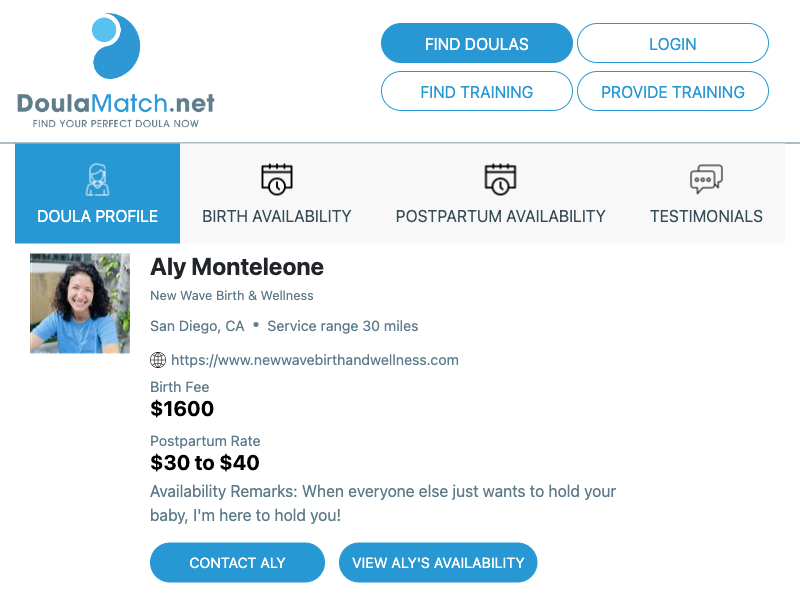 DoulaMatch.net
FIND YOUR PERFECT DOULA NOW
FIND DOULAS
LOGIN
FIND TRAINING
PROVIDE TRAINING
DOULA PROFILE
BIRTH AVAILABILITY
POSTPARTUM AVAILABILITY
TESTIMONIALS
Aly Monteleone
New Wave Birth & Wellness
San Diego, CA • Service range 30 miles
https://www.newwavebirthandwellness.com
Birth Fee
$1600
Postpartum Rate
$30 to $40
Availability Remarks: When everyone else just wants to hold your
baby, I'm here to hold you!
CONTACT ALY
VIEW ALY'S AVAILABILITY